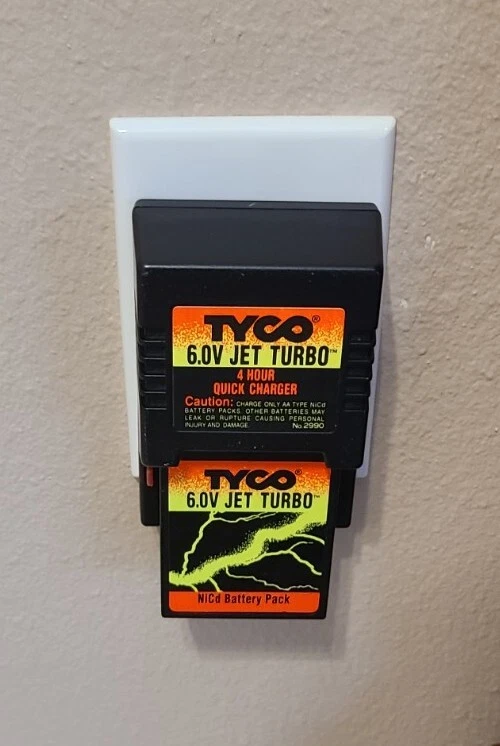 TYCO®
6.0V JET TURBO™
4 HOUR
QUICK CHARGER
Caution: CHARGE ONLY AA TYPE NiCd
BATTERY PACKS. OTHER BATTERIES MAY
LEAK OR RUPTURE CAUSING PERSONAL
INJURY AND DAMAGE. No. 2990
TYCO®
6.0V JET TURBO™
NiCd Battery Pack